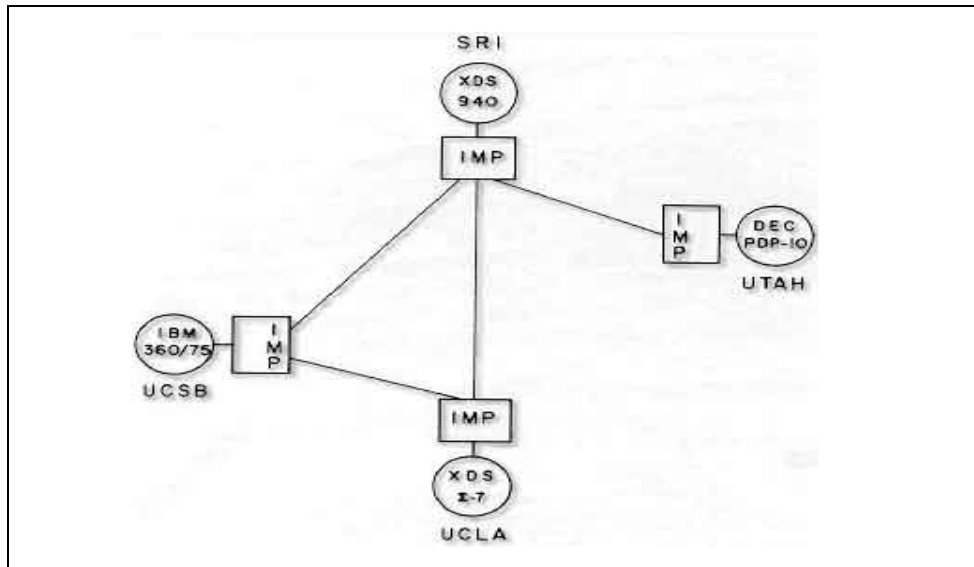 SRI
XDS
940
IMP
IMP
DEC
PDP-10
UTAH
IBM
360/75
IMP
UCSB
IMP
XDS
Σ-7
UCLA